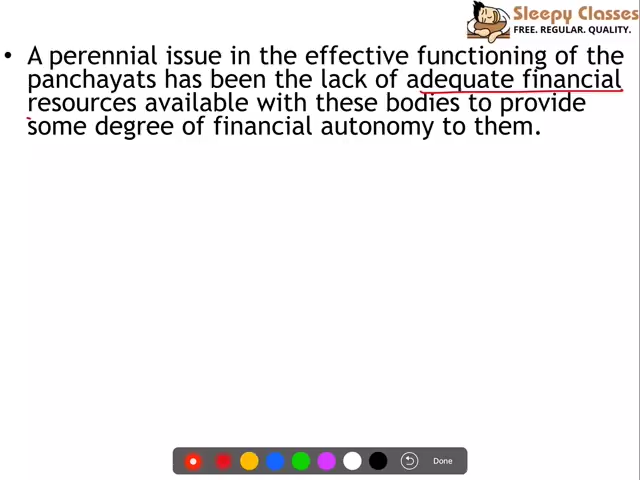 Sleepy Classes
FREE. REGULAR. QUALITY.
• A perennial issue in the effective functioning of the
panchayats has been the lack of adequate financial
resources available with these bodies to provide
some degree of financial autonomy to them.
Done